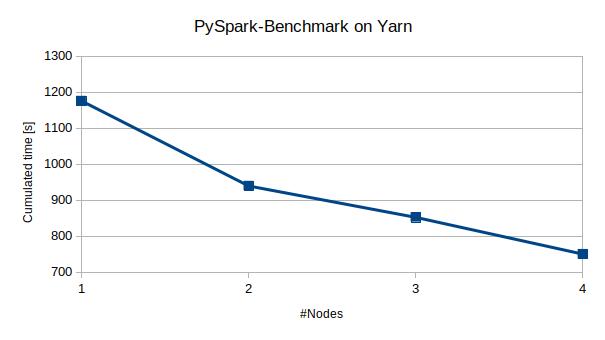 PySpark-Benchmark on Yarn
1300
1200
1100
1000
900
800
700
Cumulated time [s]
1 2 3 4
#Nodes